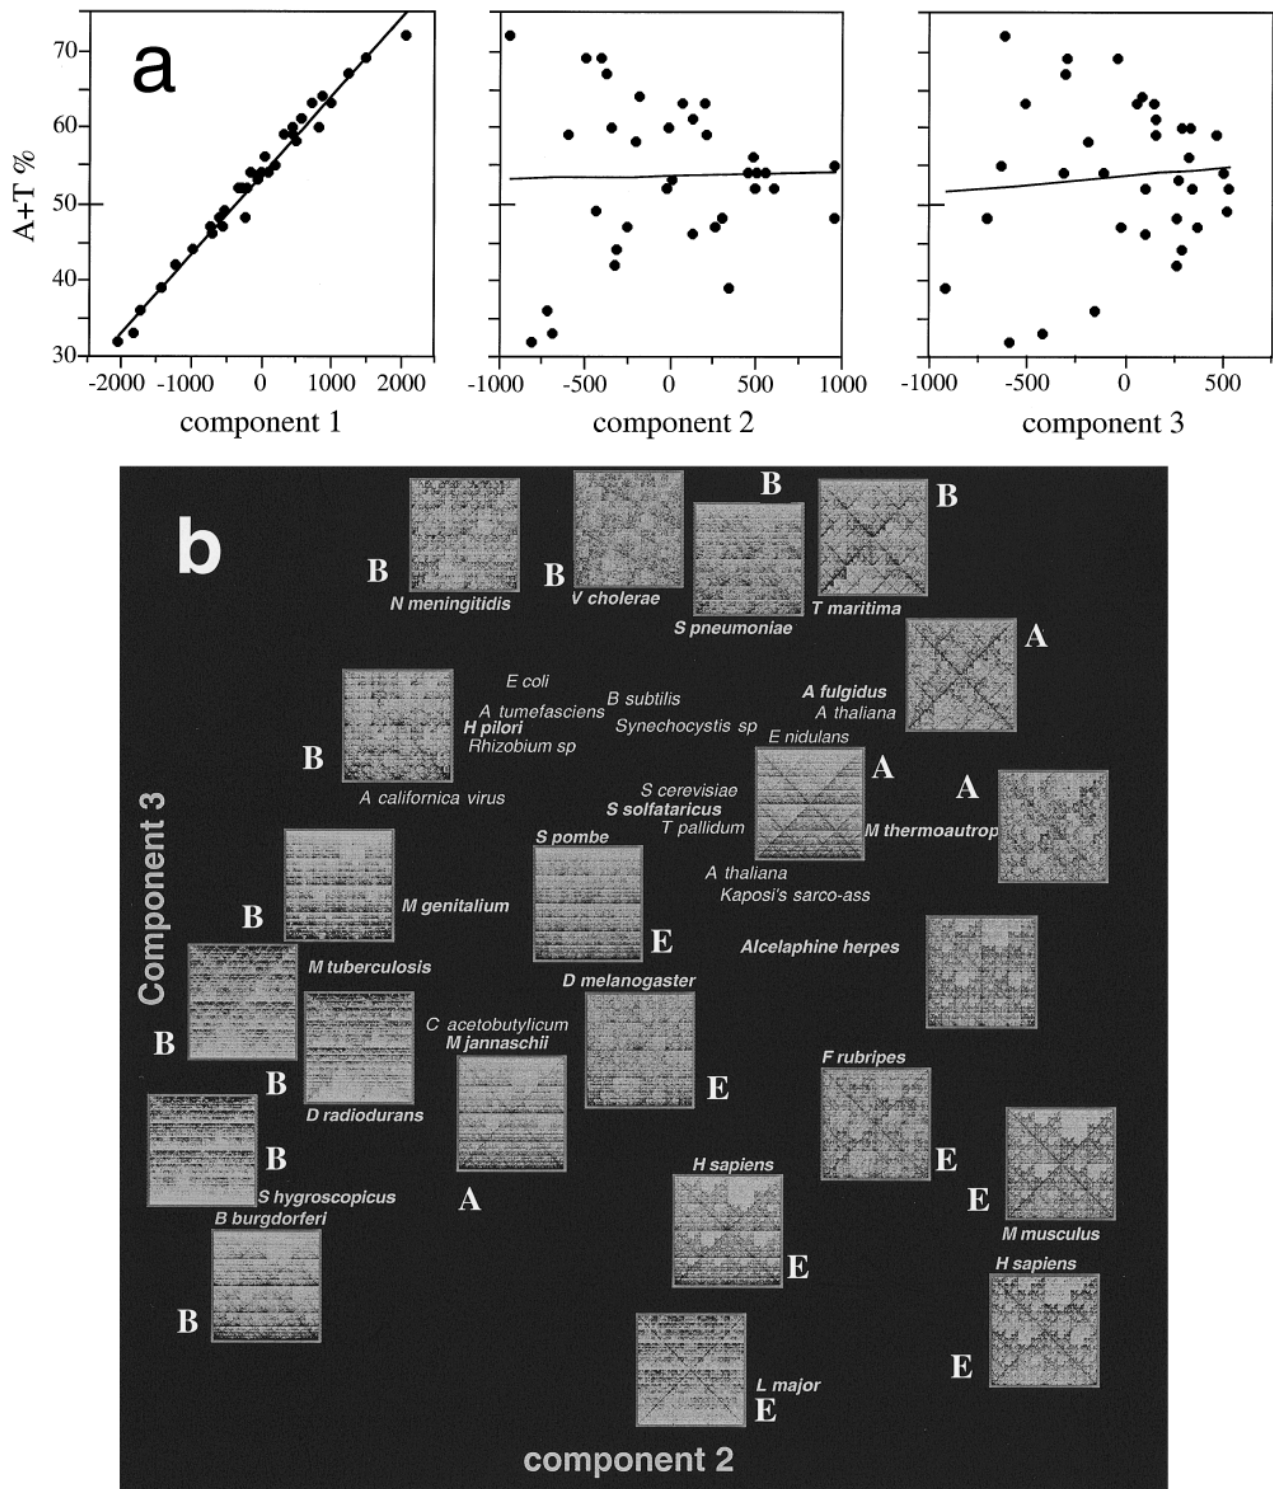 a
A+T %
70
60
50
40
30
-2000 -1000 0 1000 2000
component 1
-1000 -500 0 500 1000
component 2
-1000 -500 0 500
component 3
b
B
N meningitidis
B
V cholerae
B
S pneumoniae
B
T maritima
A
A fulgidus
A thaliana
E coli
B subtilis
A tumefasciens
Synechocystis sp
H pilori
Rhizobium sp
B
A californica virus
E nidulans
A
S cerevisiae
S solfataricus
T pallidum
A
M thermoautrop
A thaliana
Kaposi's sarco-ass
S pombe
E
M genitalium
B
Alcelaphine herpes
Component 3
M tuberculosis
B
D melanogaster
E
C acetobutylicum
M jannaschii
A
B
D radiodurans
F rubripes
E
B
S hygroscopicus
B burgdorferi
B
H sapiens
E
E
M musculus
H sapiens
E
L major
E
component 2